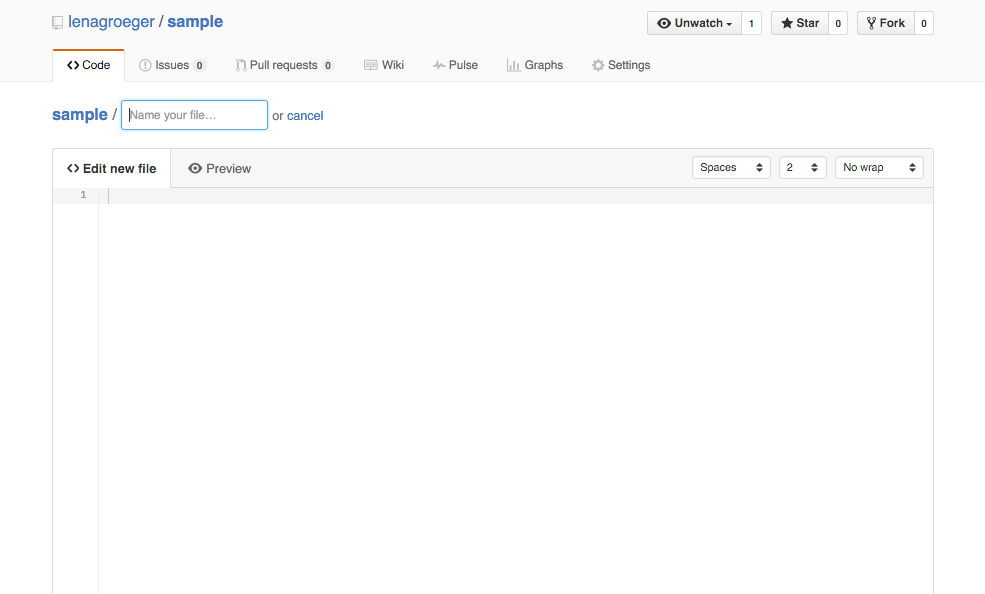 lenagroeger / sample Unwatch 1 Star 0 Fork 0
Code Issues 0 Pull requests 0 Wiki Pulse Graphs Settings
sample / Name your file… or cancel
Edit new file Preview Spaces 2 No wrap
1